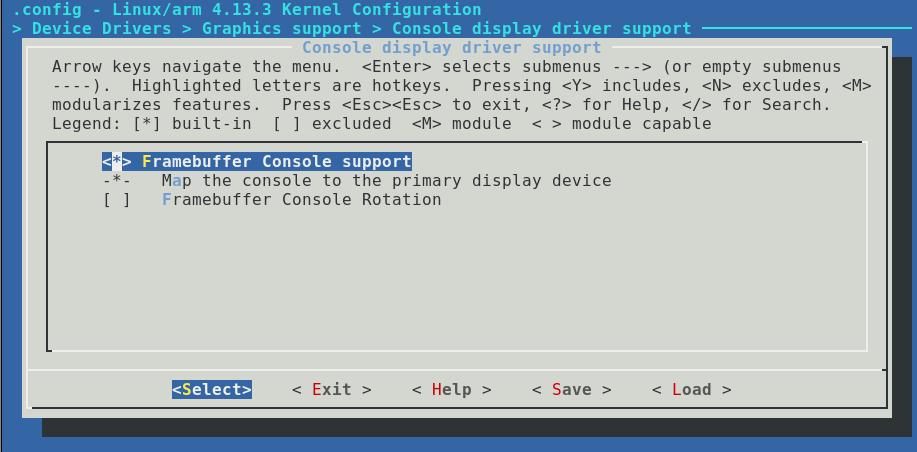 .config - Linux/arm 4.13.3 Kernel Configuration
> Device Drivers > Graphics support > Console display driver support
Console display driver support
Arrow keys navigate the menu.  <Enter> selects submenus ---> (or empty submenus
----).  Highlighted letters are hotkeys.  Pressing <Y> includes, <N> excludes, <M>
modularizes features.  Press <Esc><Esc> to exit, <?> for Help, </> for Search.
Legend: [*] built-in  [ ] excluded  <M> module  < > module capable
<*> Framebuffer Console support
-*-   Map the console to the primary display device
[ ]   Framebuffer Console Rotation
<Select>    < Exit >    < Help >    < Save >    < Load >